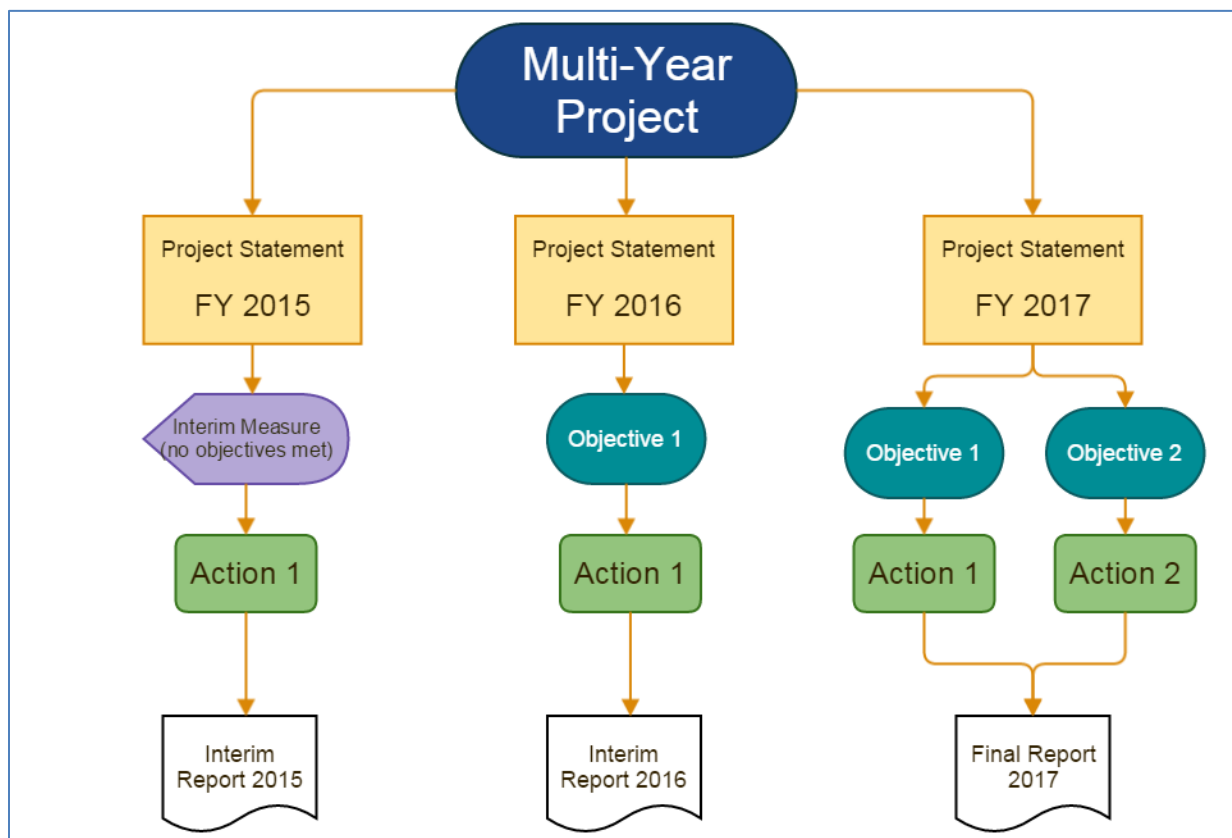 Multi-Year
Project
Project Statement
FY 2015
Project Statement
FY 2016
Project Statement
FY 2017
Interim Measure
(no objectives met)
Objective 1
Objective 1
Objective 2
Action 1
Action 1
Action 1
Action 2
Interim
Report 2015
Interim
Report 2016
Final Report
2017